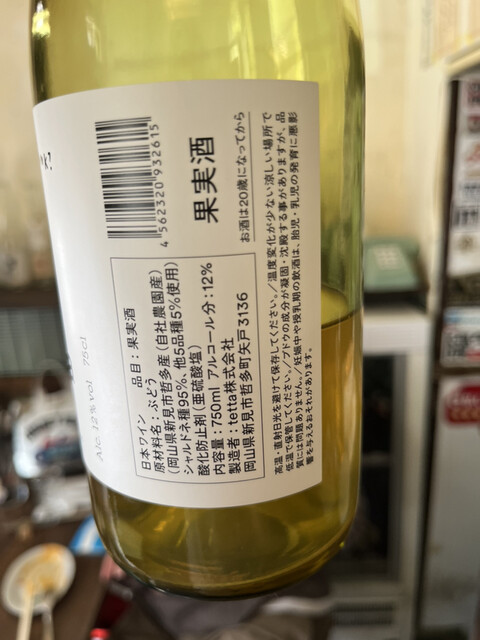 k?
Alc. 12% vol 75cl
4 562320 932615
果実酒
お酒は20歳になってから
日本ワイン 品目:果実酒
原材料名:ぶどう
(岡山県新見市哲多産)(自社農園産)
シャルドネ種95%、他5品種5%使用)
酸化防止剤(亜硫酸塩)
内容量:750ml アルコール分:12%
製造者:tetta株式会社
岡山県新見市哲多町矢戸3136
高温・直射日光を避けて保存してください。/温度変化が少ない涼しい場所で
低温で保管してください。/ブドウの成分が凝固・沈殿する事がありますが、品
質には問題ありません。/妊娠中や授乳期の飲酒は、胎児・乳児の発育に悪影
響を与えるおそれがあります。